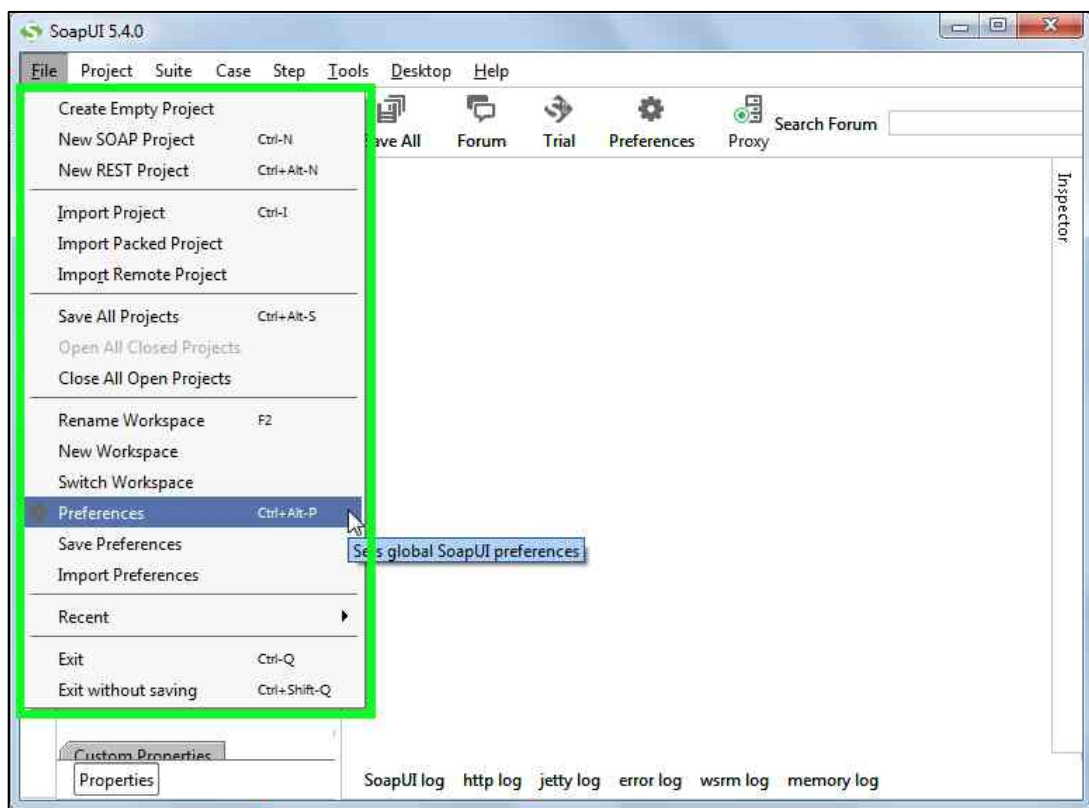 SoapUI 5.4.0
File Project Suite Case Step Tools Desktop Help
Create Empty Project
New SOAP Project Ctrl-N
New REST Project Ctrl+Alt-N
Import Project Ctrl-I
Import Packed Project
Import Remote Project
Save All Projects Ctrl+Alt-S
Open All Closed Projects
Close All Open Projects
Rename Workspace F2
New Workspace
Switch Workspace
Preferences Ctrl+Alt-P
Save Preferences
Import Preferences
Recent
Exit Ctrl-Q
Exit without saving Ctrl+Shift-Q
All Forum Trial Preferences Proxy Search Forum
Inspector
global SoapUI preferences
Custom Properties
Properties
SoapUI log http log jetty log error log wsrm log memory log